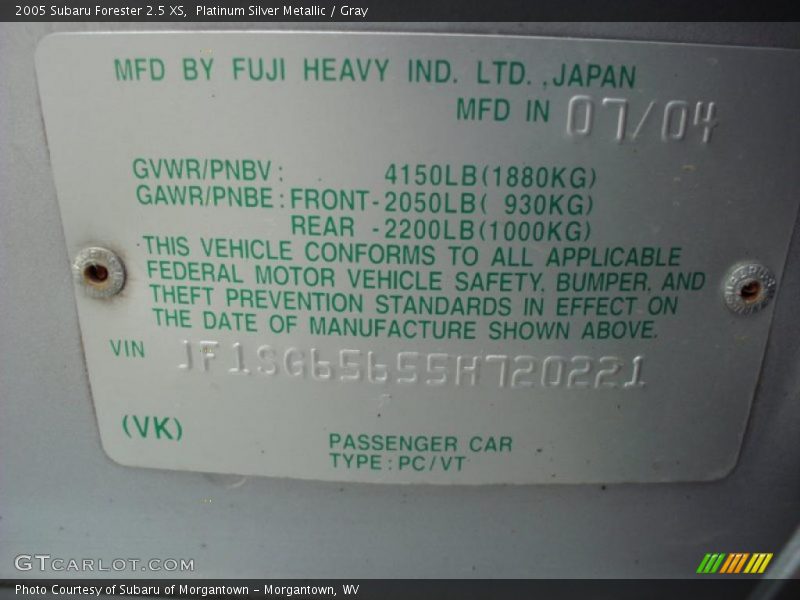 2005 Subaru Forester 2.5 XS,  Platinum Silver Metallic / Gray
MFD BY FUJI HEAVY IND. LTD. ,JAPAN
MFD IN 07/04
GVWR/PNBV : 4150LB(1880KG)
GAWR/PNBE : FRONT-2050LB( 930KG)
REAR -2200LB(1000KG)
THIS VEHICLE CONFORMS TO ALL APPLICABLE
FEDERAL MOTOR VEHICLE SAFETY, BUMPER, AND
THEFT PREVENTION STANDARDS IN EFFECT ON
THE DATE OF MANUFACTURE SHOWN ABOVE.
VIN JF1SG65655H720221
(VK)
PASSENGER CAR
TYPE : PC/VT
GTCARLOT.COM
Photo Courtesy of Subaru of Morgantown - Morgantown, WV